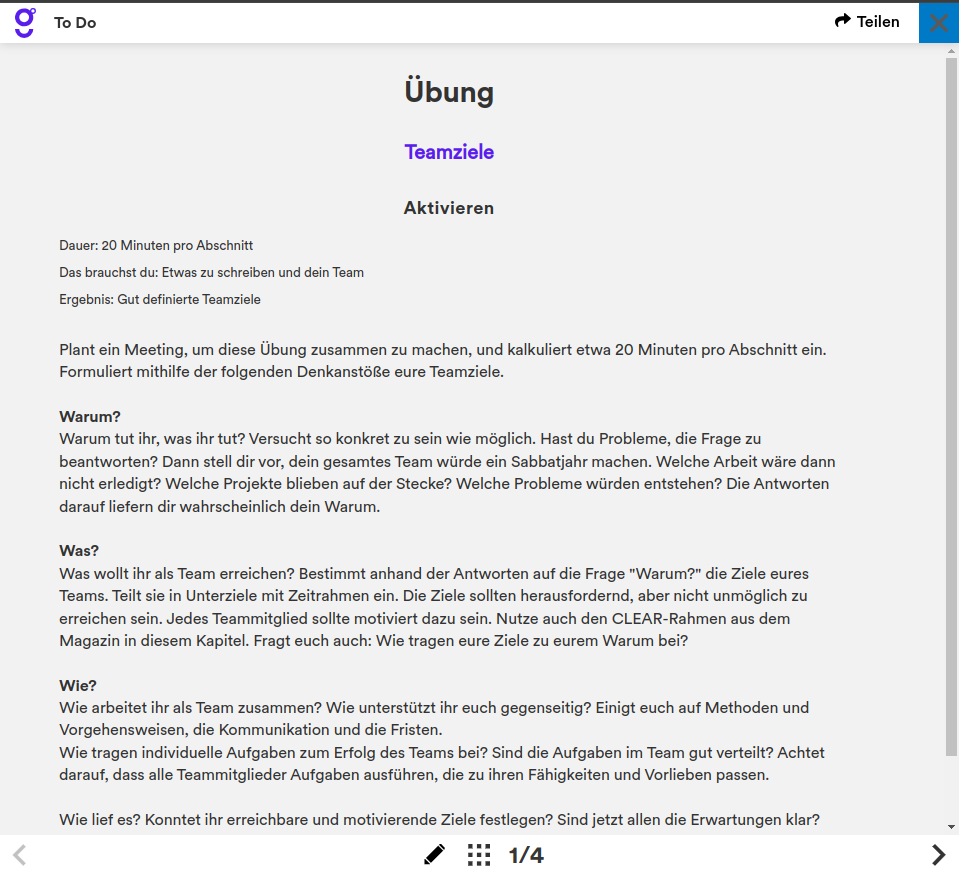 To Do
Teilen
Übung
Teamziele
Aktivieren
Dauer: 20 Minuten pro Abschnitt
Das brauchst du: Etwas zu schreiben und dein Team
Ergebnis: Gut definierte Teamziele
Plant ein Meeting, um diese Übung zusammen zu machen, und kalkuliert etwa 20 Minuten pro Abschnitt ein.
Formuliert mithilfe der folgenden Denkanstöße eure Teamziele.
Warum?
Warum tut ihr, was ihr tut? Versucht so konkret zu sein wie möglich. Hast du Probleme, die Frage zu
beantworten? Dann stell dir vor, dein gesamtes Team würde ein Sabbatjahr machen. Welche Arbeit wäre dann
nicht erledigt? Welche Projekte blieben auf der Stecke? Welche Probleme würden entstehen? Die Antworten
darauf liefern dir wahrscheinlich dein Warum.
Was?
Was wollt ihr als Team erreichen? Bestimmt anhand der Antworten auf die Frage "Warum?" die Ziele eures
Teams. Teilt sie in Unterziele mit Zeitrahmen ein. Die Ziele sollten herausfordernd, aber nicht unmöglich zu
erreichen sein. Jedes Teammitglied sollte motiviert dazu sein. Nutze auch den CLEAR-Rahmen aus dem
Magazin in diesem Kapitel. Fragt euch auch: Wie tragen eure Ziele zu eurem Warum bei?
Wie?
Wie arbeitet ihr als Team zusammen? Wie unterstützt ihr euch gegenseitig? Einigt euch auf Methoden und
Vorgehensweisen, die Kommunikation und die Fristen.
Wie tragen individuelle Aufgaben zum Erfolg des Teams bei? Sind die Aufgaben im Team gut verteilt? Achtet
darauf, dass alle Teammitglieder Aufgaben ausführen, die zu ihren Fähigkeiten und Vorlieben passen.
Wie lief es? Konntet ihr erreichbare und motivierende Ziele festlegen? Sind jetzt allen die Erwartungen klar?
1/4